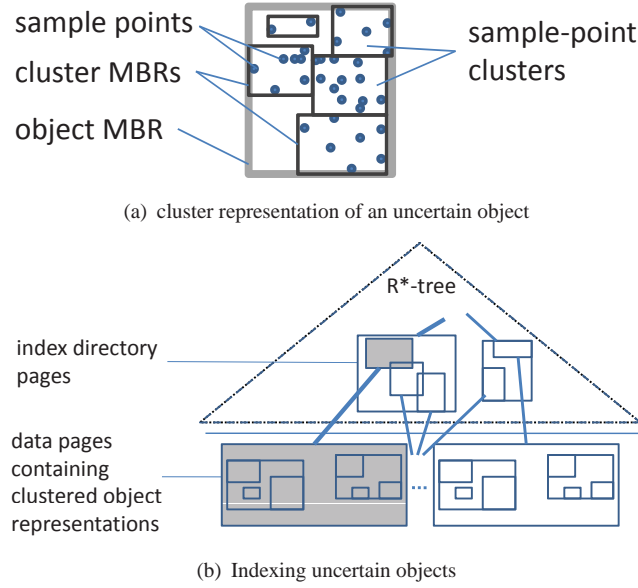 sample points
cluster MBRs
object MBR
sample-point
clusters
(a) cluster representation of an uncertain object
R*-tree
index directory
pages
data pages
containing
clustered object
representations
...
(b) Indexing uncertain objects